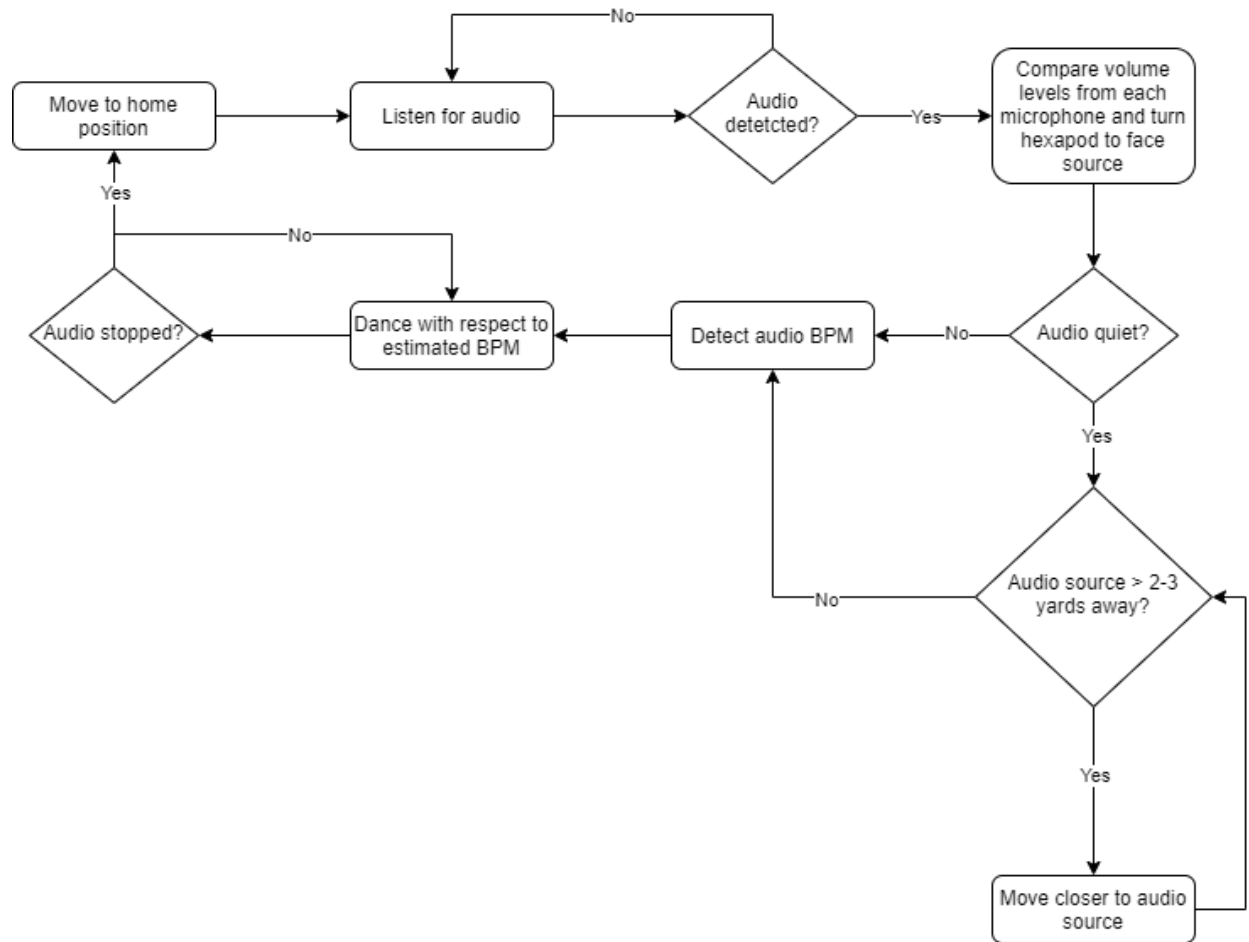 No
Move to home
position
Listen for audio
Audio
detetcted?
Yes
Compare volume
levels from each
microphone and turn
hexapod to face
source
Yes
No
Audio stopped?
Dance with respect to
estimated BPM
Detect audio BPM
No
Audio quiet?
Yes
Audio source > 2-3
yards away?
No
Yes
Move closer to audio
source